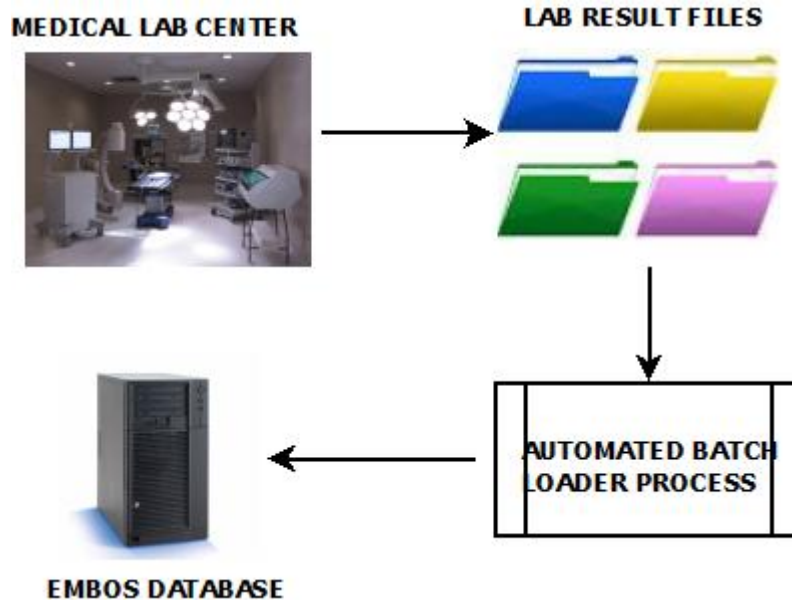 MEDICAL LAB CENTER
LAB RESULT FILES
AUTOMATED BATCH
LOADER PROCESS
EMBOS DATABASE